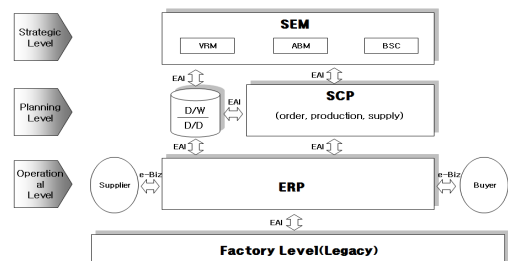 Strategic
Level
SEM
VRM
ABM
BSC
EAI
EAI
Planning
Level
D/W
D/D
EAI
SCP
(order, production, supply)
EAI
EAI
Operation
al
Level
Supplier
e-Biz
ERP
e-Biz
Buyer
EAI
Factory Level(Legacy)